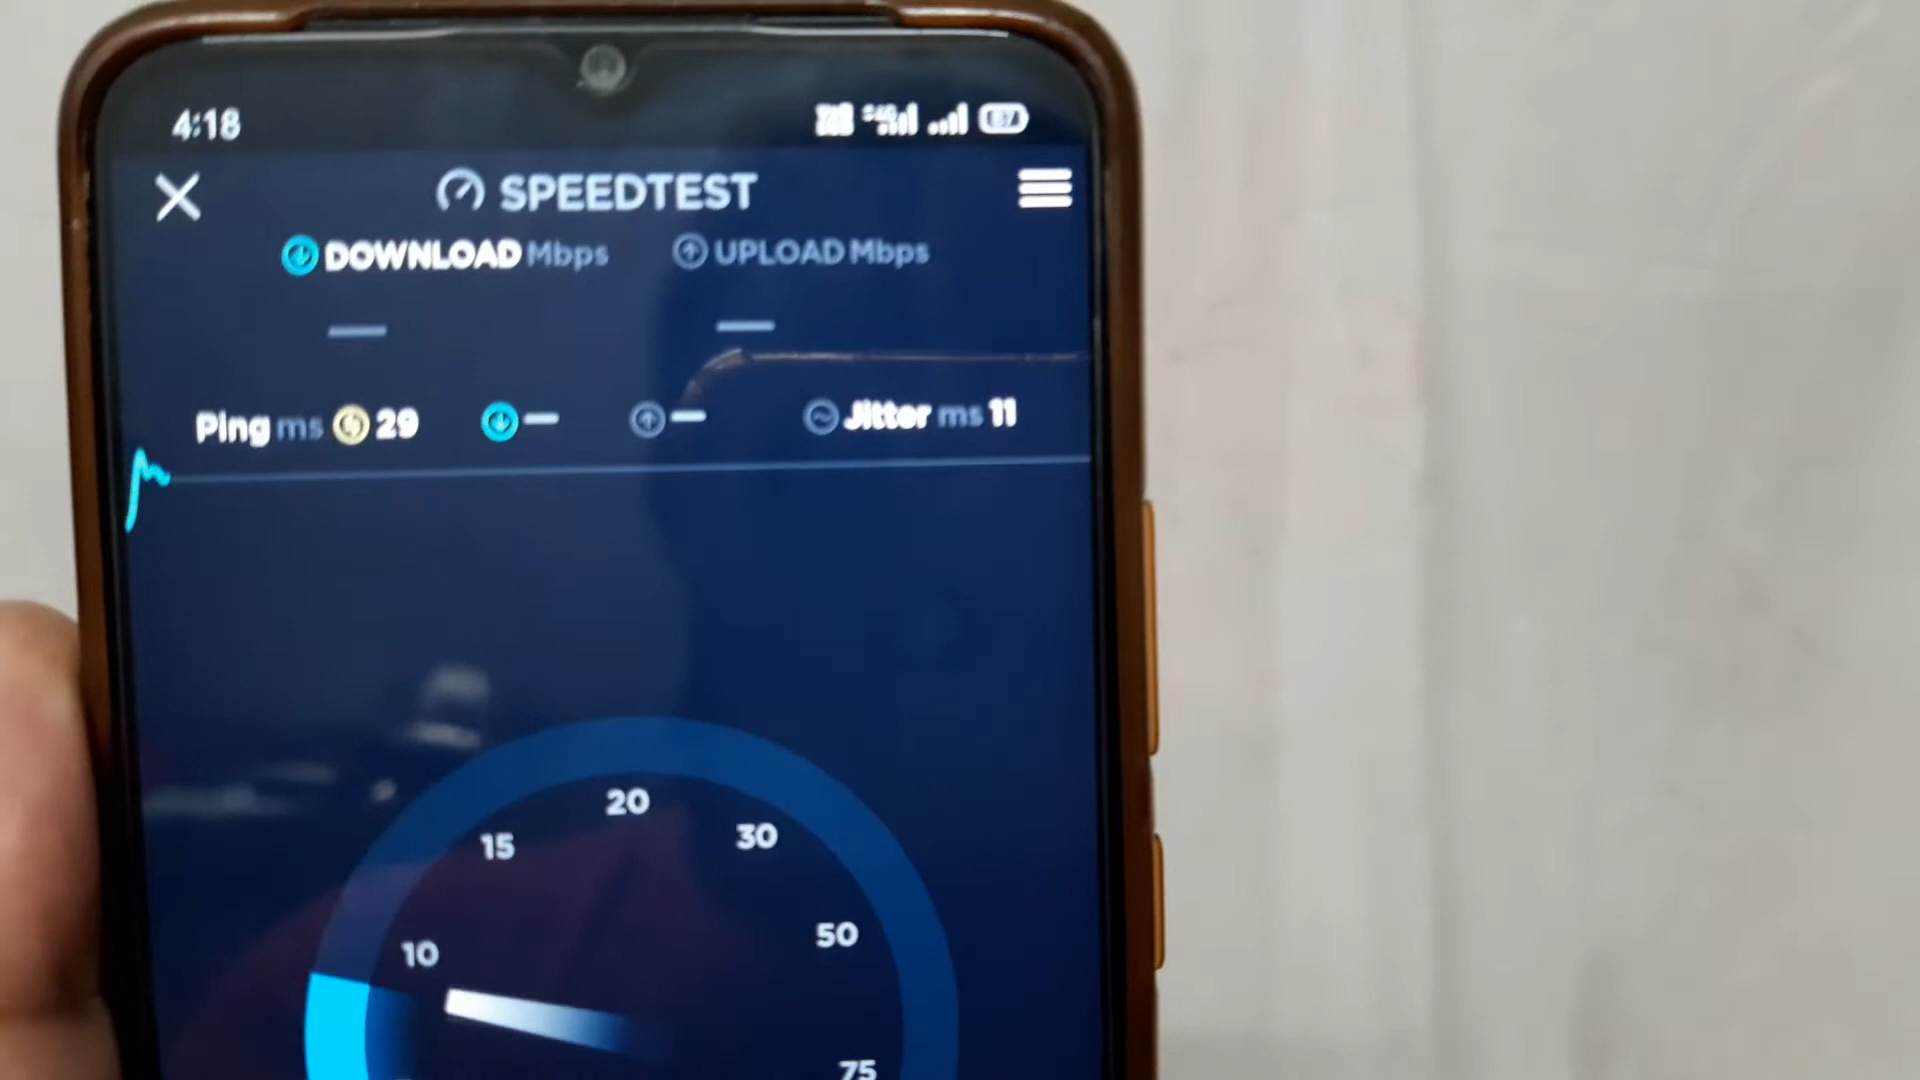 4:18
SPEEDTEST
DOWNLOAD Mbps UPLOAD Mbps
— —
Ping ms 29 — — Jitter ms 11
20
15 30
50
10
75